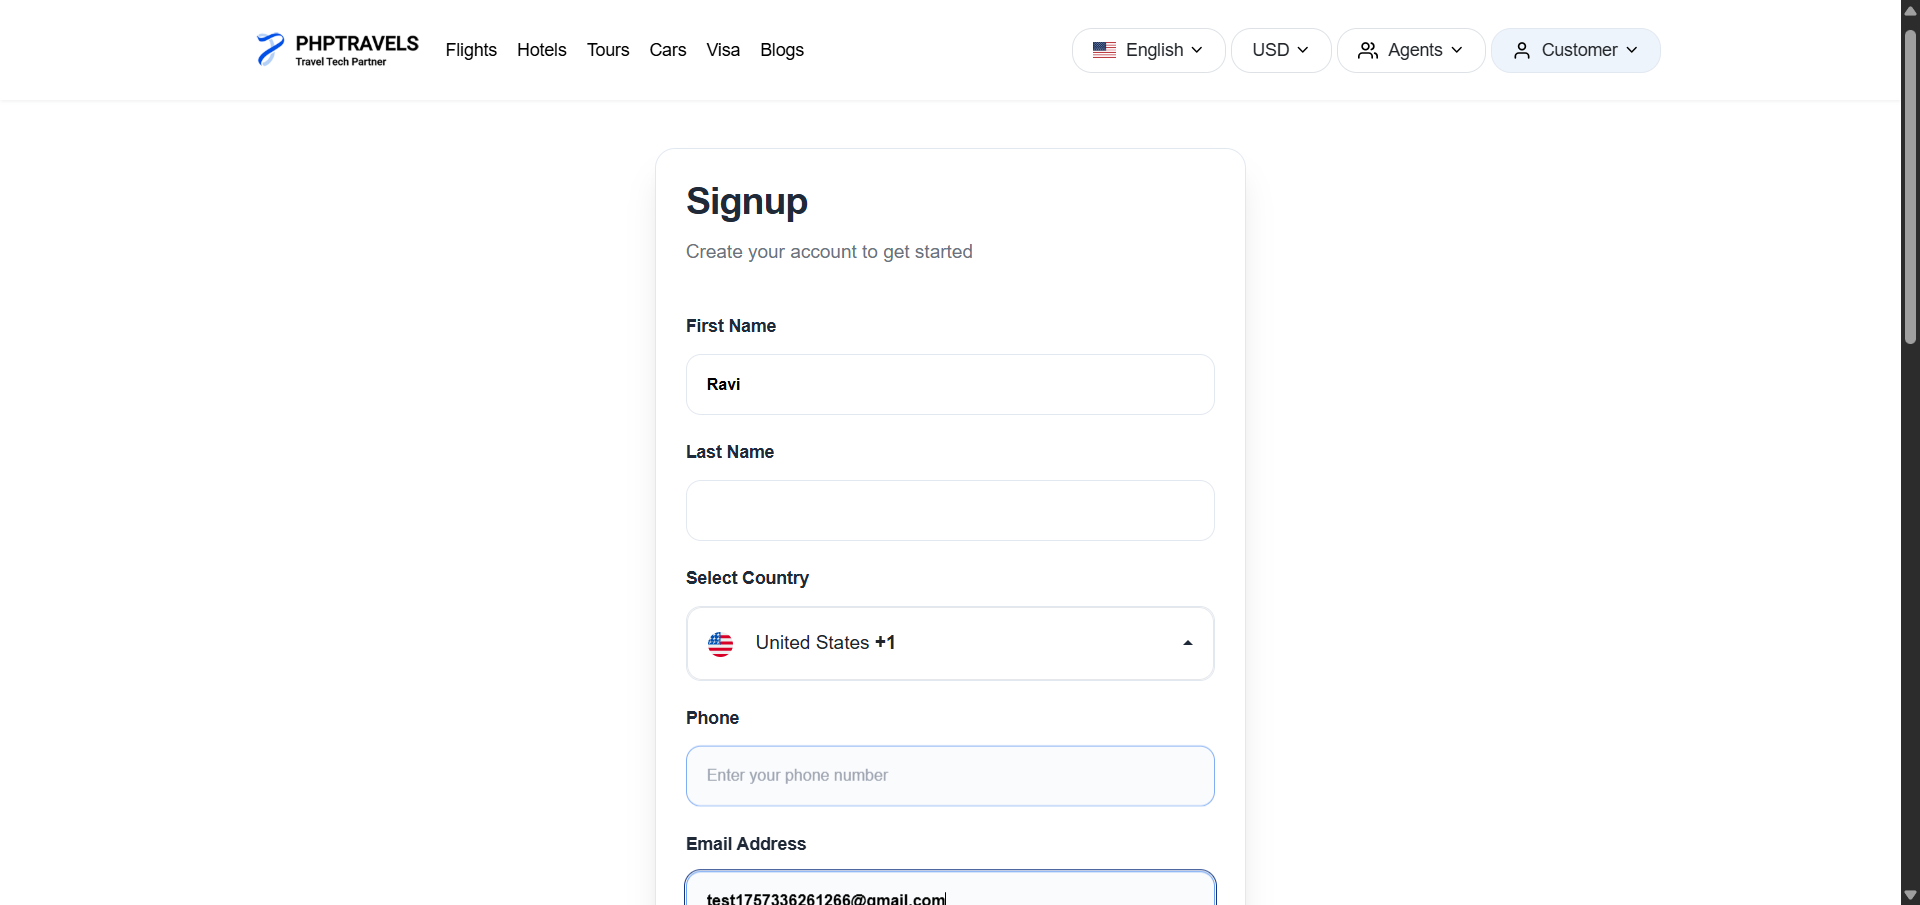 PHPTRAVELS
Travel Tech Partner
Flights Hotels Tours Cars Visa Blogs
English USD Agents Customer
Signup
Create your account to get started
First Name
Ravi
Last Name
Select Country
United States +1
Phone
Enter your phone number
Email Address
test1757336261266@gmail.com